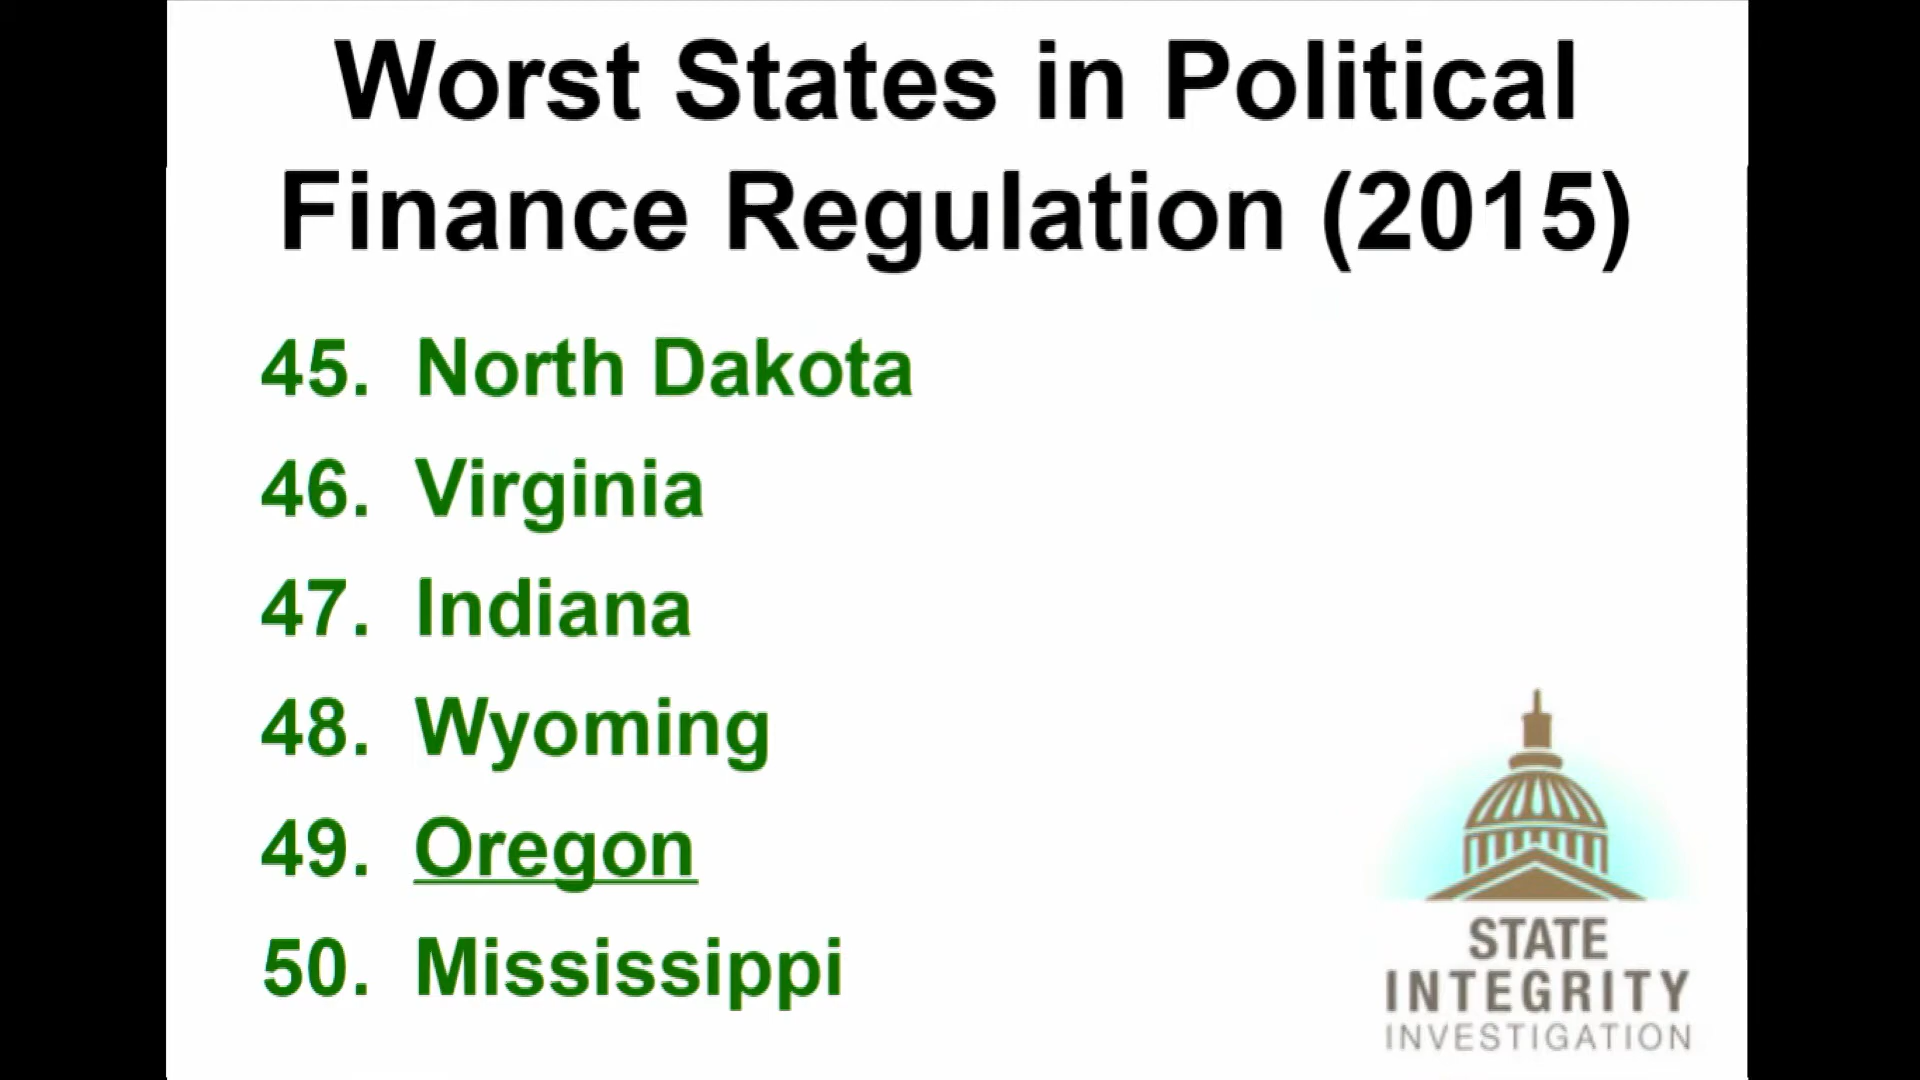 Worst States in Political
Finance Regulation (2015)
45. North Dakota
46. Virginia
47. Indiana
48. Wyoming
49. Oregon
50. Mississippi
STATE
INTEGRITY
INVESTIGATION